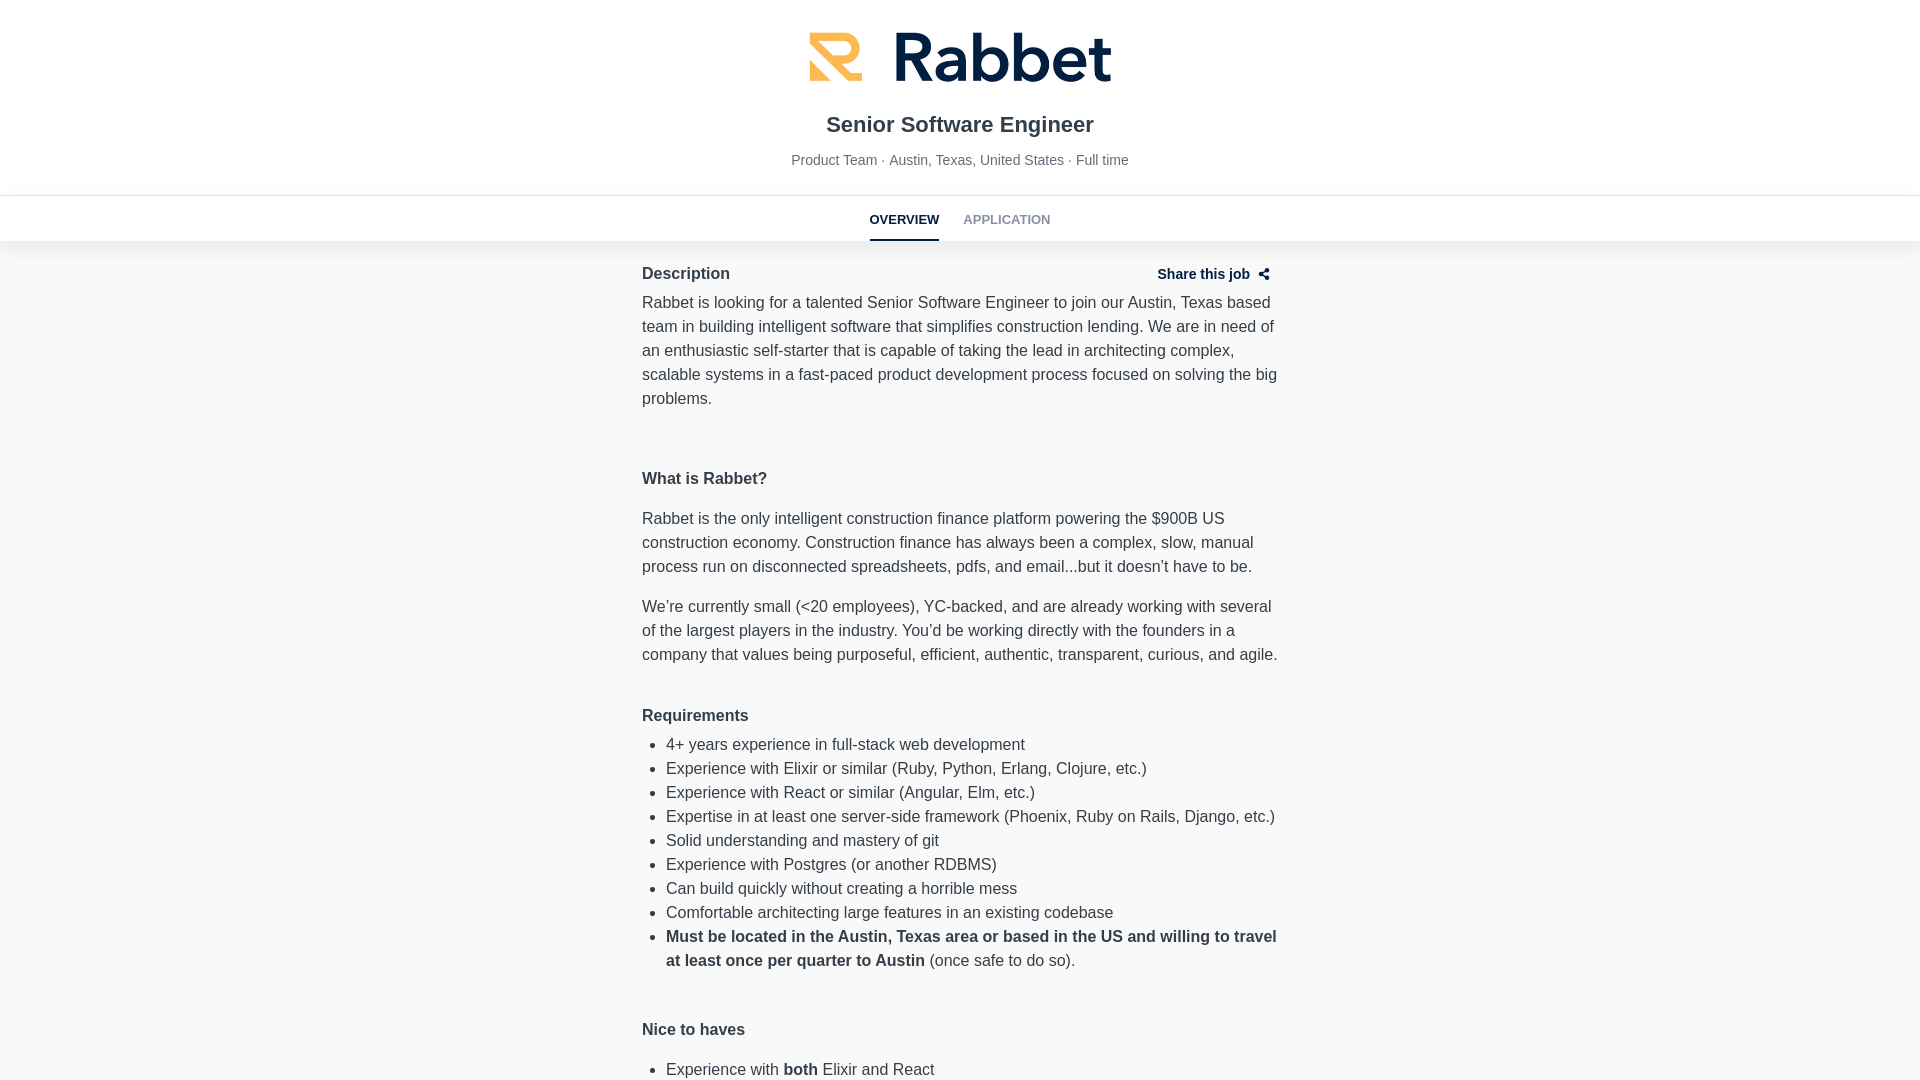 Rabbet
Senior Software Engineer
Product Team · Austin, Texas, United States · Full time
OVERVIEW APPLICATION
Description
Share this job
Rabbet is looking for a talented Senior Software Engineer to join our Austin, Texas based
team in building intelligent software that simplifies construction lending. We are in need of
an enthusiastic self-starter that is capable of taking the lead in architecting complex,
scalable systems in a fast-paced product development process focused on solving the big
problems.
What is Rabbet?
Rabbet is the only intelligent construction finance platform powering the $900B US
construction economy. Construction finance has always been a complex, slow, manual
process run on disconnected spreadsheets, pdfs, and email...but it doesn’t have to be.
We’re currently small (<20 employees), YC-backed, and are already working with several
of the largest players in the industry. You’d be working directly with the founders in a
company that values being purposeful, efficient, authentic, transparent, curious, and agile.
Requirements
• 4+ years experience in full-stack web development
• Experience with Elixir or similar (Ruby, Python, Erlang, Clojure, etc.)
• Experience with React or similar (Angular, Elm, etc.)
• Expertise in at least one server-side framework (Phoenix, Ruby on Rails, Django, etc.)
• Solid understanding and mastery of git
• Experience with Postgres (or another RDBMS)
• Can build quickly without creating a horrible mess
• Comfortable architecting large features in an existing codebase
• Must be located in the Austin, Texas area or based in the US and willing to travel
at least once per quarter to Austin (once safe to do so).
Nice to haves
• Experience with both Elixir and React